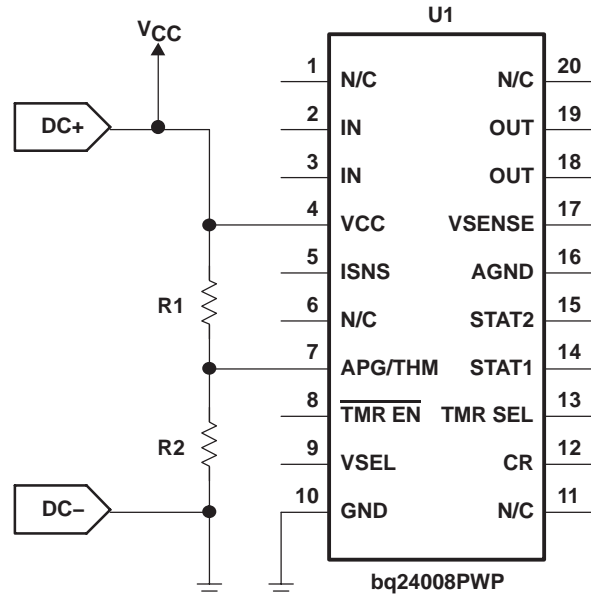 U1
VCC
DC+
1 N/C N/C 20
2 IN OUT 19
3 IN OUT 18
4 VCC VSENSE 17
5 ISNS AGND 16
R1
6 N/C STAT2 15
7 APG/THM STAT1 14
8 TMR EN TMR SEL 13
R2
9 VSEL CR 12
DC–
10 GND N/C 11
bq24008PWP